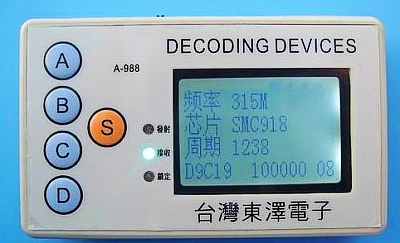 DECODING DEVICES
A-988
A
B
C
D
S
發射
接收
鎖定
频率 315M
芯片 SMC918
周期 1238
D9C19 100000 08
台灣東澤電子